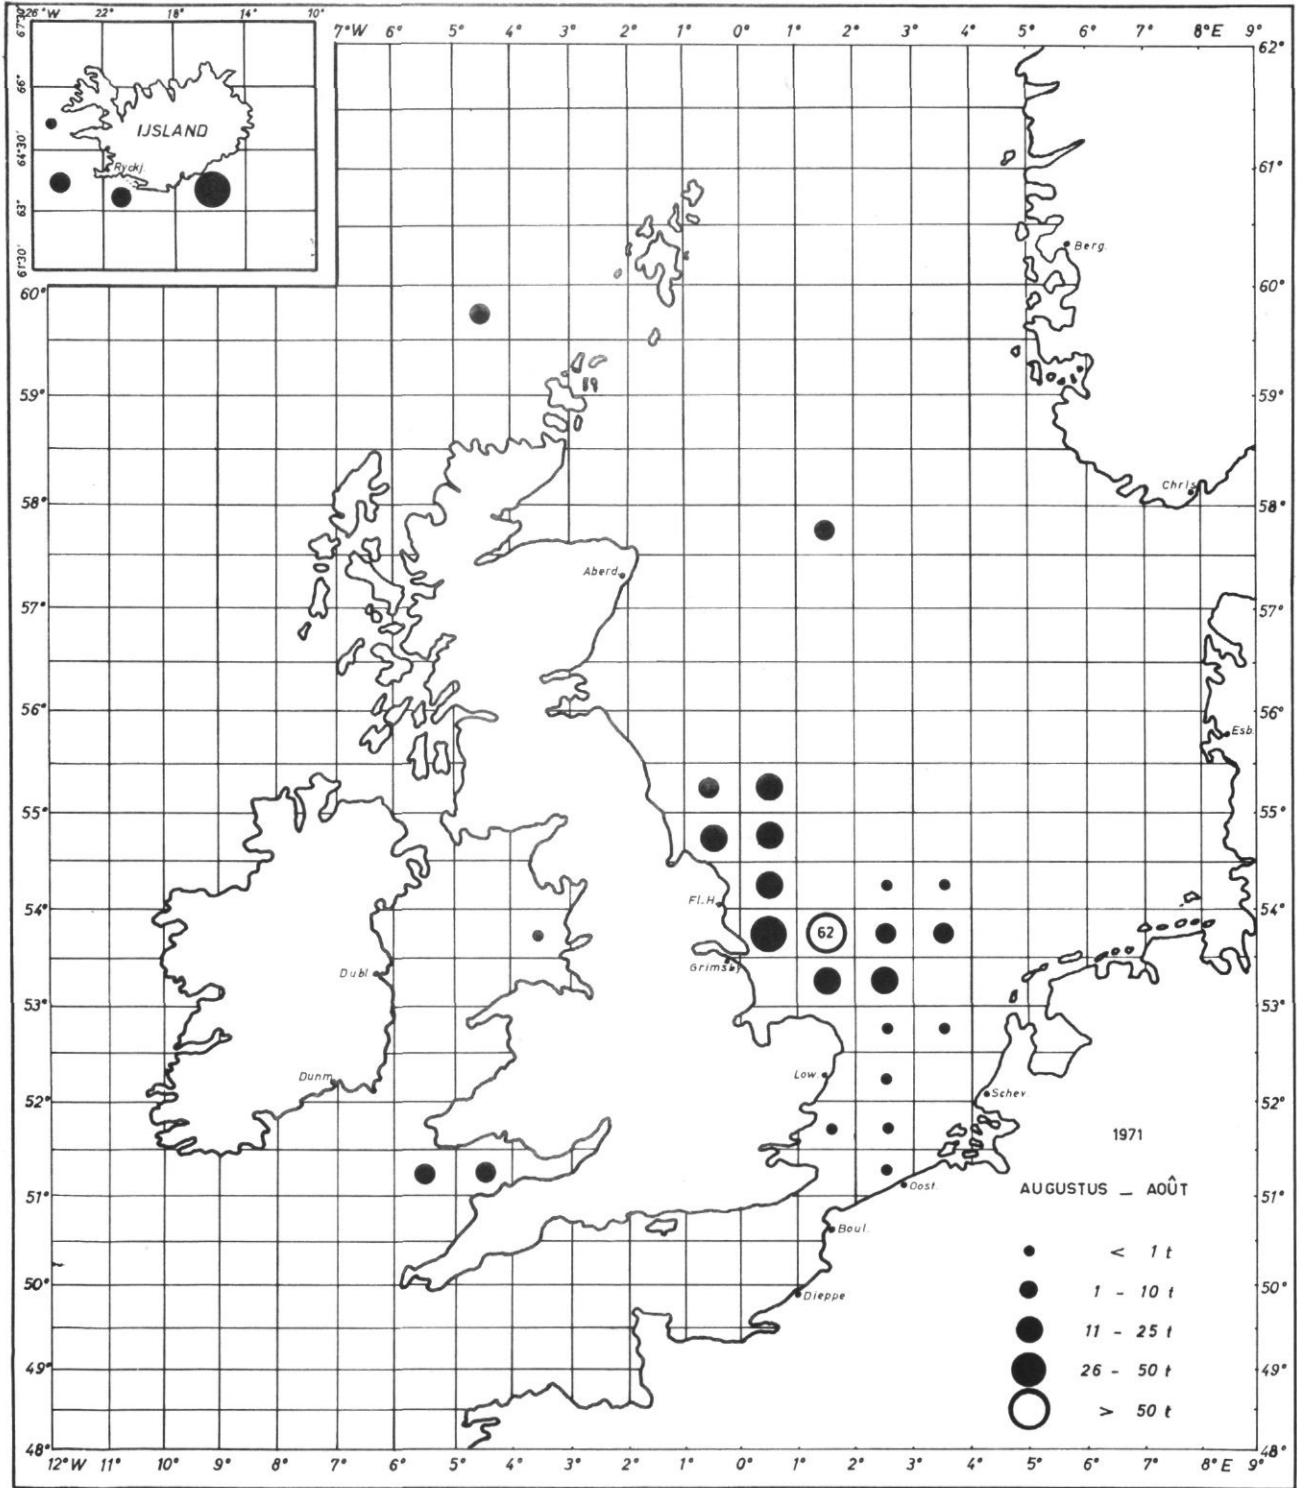 26°W 22° 18° 14° 10°
67°30'
66°
64°30'
63°
61°30'
IJSLAND
Ryckj.
7°W 6° 5° 4° 3° 2° 1° 0° 1° 2° 3° 4° 5° 6° 7° 8°E 9°
62°
61°
60° 60°
59° 59°
58° 58°
57° 57°
56° 56°
55° 55°
54° 54°
53° 53°
52° 52°
51° 51°
50° 50°
49° 49°
48° 48°
Berg.
Chris.
Aberd.
Esb.
Fl.H.
62
Grimsby
Dubl.
Dunm.
Low.
Schev.
Oost.
Boul.
Dieppe
1971
AUGUSTUS _ AOÛT
< 1 t
1 - 10 t
11 - 25 t
26 - 50 t
> 50 t
12°W 11° 10° 9° 8° 7° 6° 5° 4° 3° 2° 1° 0° 1° 2° 3° 4° 5° 6° 7° 8°E 9°